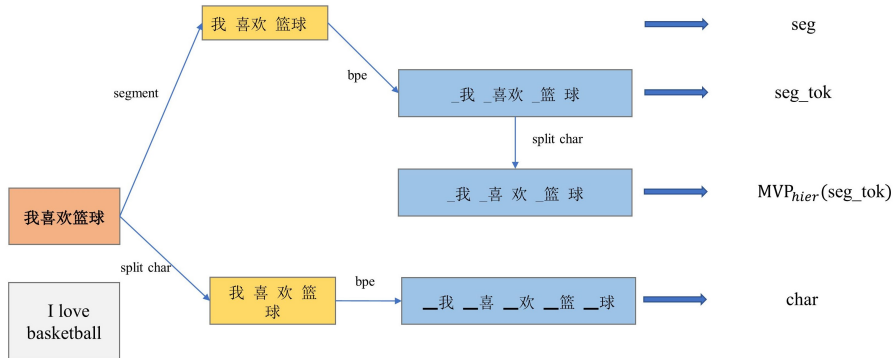 我 喜欢 篮球
seg
bpe
segment
_我 _喜欢 _篮 球
seg_tok
split char
_我 _喜 欢 _篮 球
MVP_hier(seg_tok)
我喜欢篮球
split char
我 喜 欢 篮
球
bpe
_我 _喜 _欢 _篮 _球
char
I love
basketball